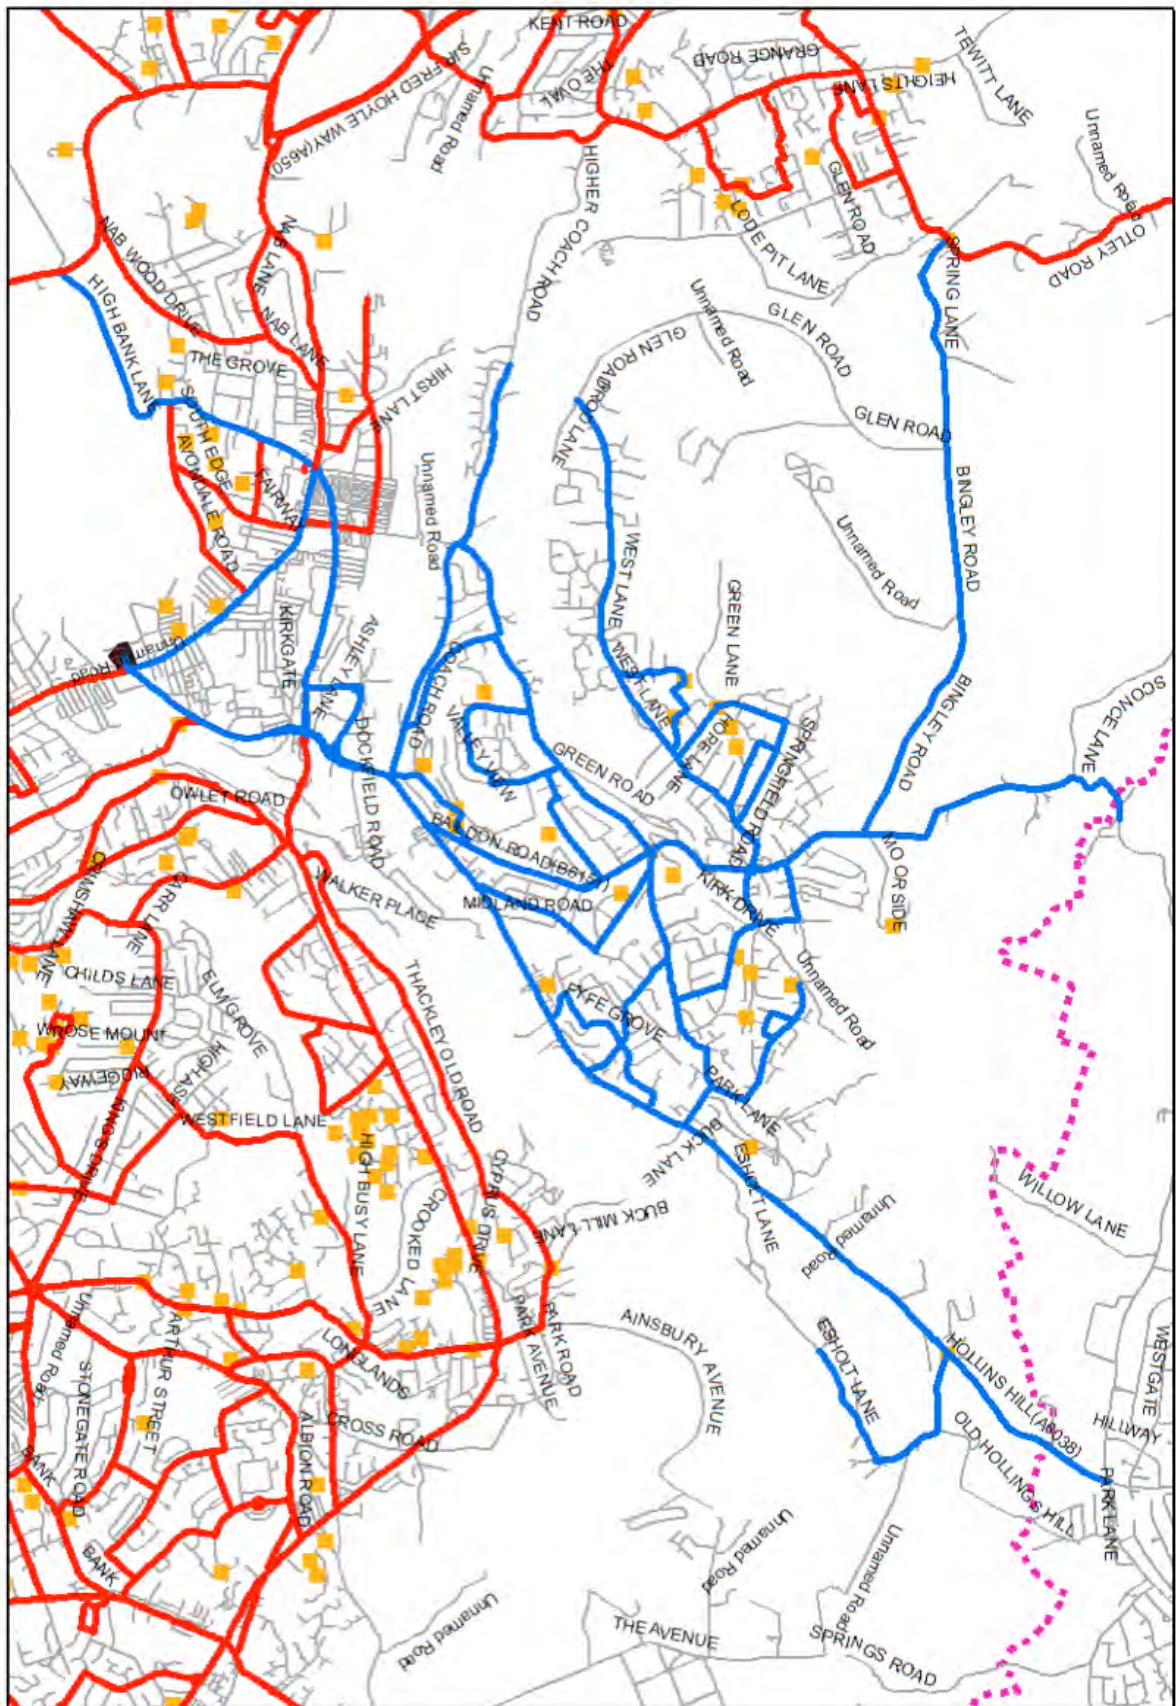 KENT ROAD
SIR FRED HOYLE WAY(A650)
Unnamed Road
THE OVAL
GRANGE ROAD
HEIGHTS LANE
TEWITT LANE
Unnamed Road
OTLEY ROAD
HIGHER COACH ROAD
GLEN ROAD
LODE PIT LANE
SPRING LANE
NAB WOOD DRIVE
NAB LANE
NAB LANE
HIGH BANK LANE
THE GROVE
HIRST LANE
GLEN ROAD
Unnamed Road
GLEN ROAD
GLEN ROAD
SOUTH EDGE
AVONDALE ROAD
FAIRWAY
Unnamed Road
WEST LANE
Unnamed Road
BINGLEY ROAD
KIRKGATE
ASHLEY LANE
Unnamed Road
COACH ROAD
VALLEY VIEW
WEST LANE
GREEN LANE
HOPE LANE
SPRINGFIELD ROAD
BINGLEY ROAD
SCONCE LANE
DOCKFIELD ROAD
GREEN ROAD
OWLET ROAD
BAILDON ROAD(B6151)
CRIMSHAW LANE
CARR LANE
WALKER PLACE
MIDLAND ROAD
KIRK DRIVE
MOORSIDE
CHILDS LANE
ELM GROVE
THACKLEY OLD ROAD
FYFE GROVE
Unnamed Road
WROSE MOUNT
RIDGEWAY
KING'S DRIVE
WESTFIELD LANE
HIGH BUSY LANE
PARK LANE
BUCK LANE
ESHOLT LANE
CROOKED LANE
CYPRUS DRIVE
BUCK MILL LANE
Unnamed Road
WILLOW LANE
Unnamed Road
ARTHUR STREET
LONGLANDS
PARK AVENUE
PARK ROAD
AINSBURY AVENUE
ESHOLT LANE
HOLLINS HILL(A6038)
WESTGATE
HILLWAY
STONEGATE ROAD
ALBION ROAD
CROSS ROAD
OLD HOLLINGS HILL
PARK LANE
BANK
BANK
Unnamed Road
Unnamed Road
Unnamed Road
THE AVENUE
SPRINGS ROAD